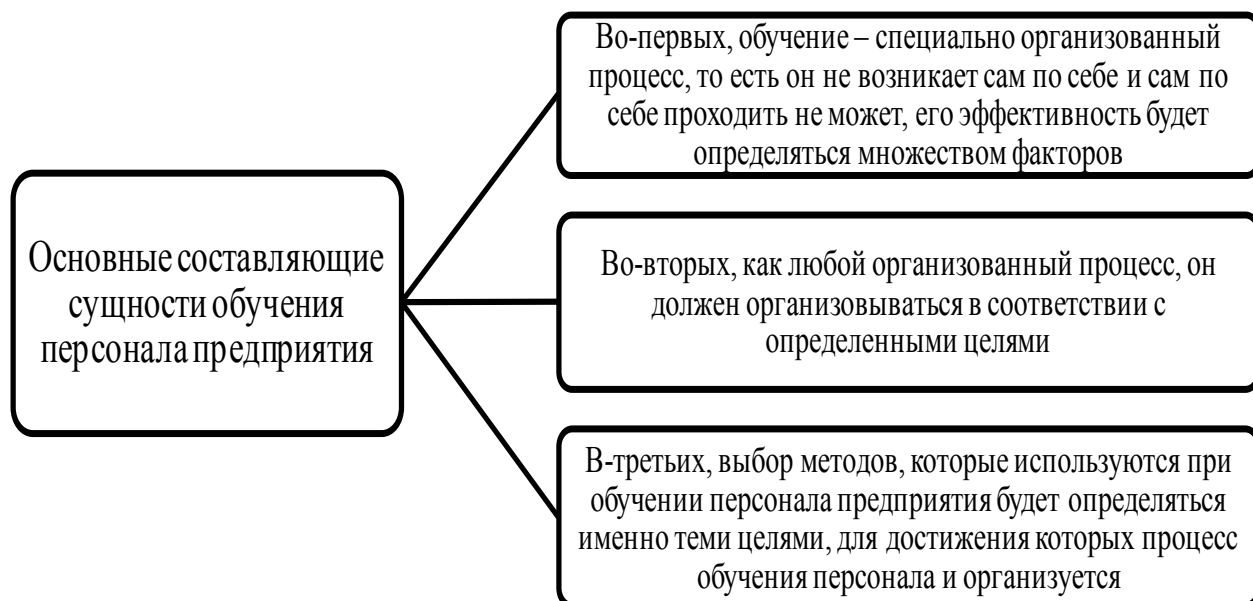 Основные составляющие
сущности обучения
персонала предприятия
Во-первых, обучение – специально организованный
процесс, то есть он не возникает сам по себе и сам по
себе проходить не может, его эффективность будет
определяться множеством факторов
Во-вторых, как любой организованный процесс, он
должен организовываться в соответствии с
определенными целями
В-третьих, выбор методов, которые используются при
обучении персонала предприятия будет определяться
именно теми целями, для достижения которых процесс
обучения персонала и организуется